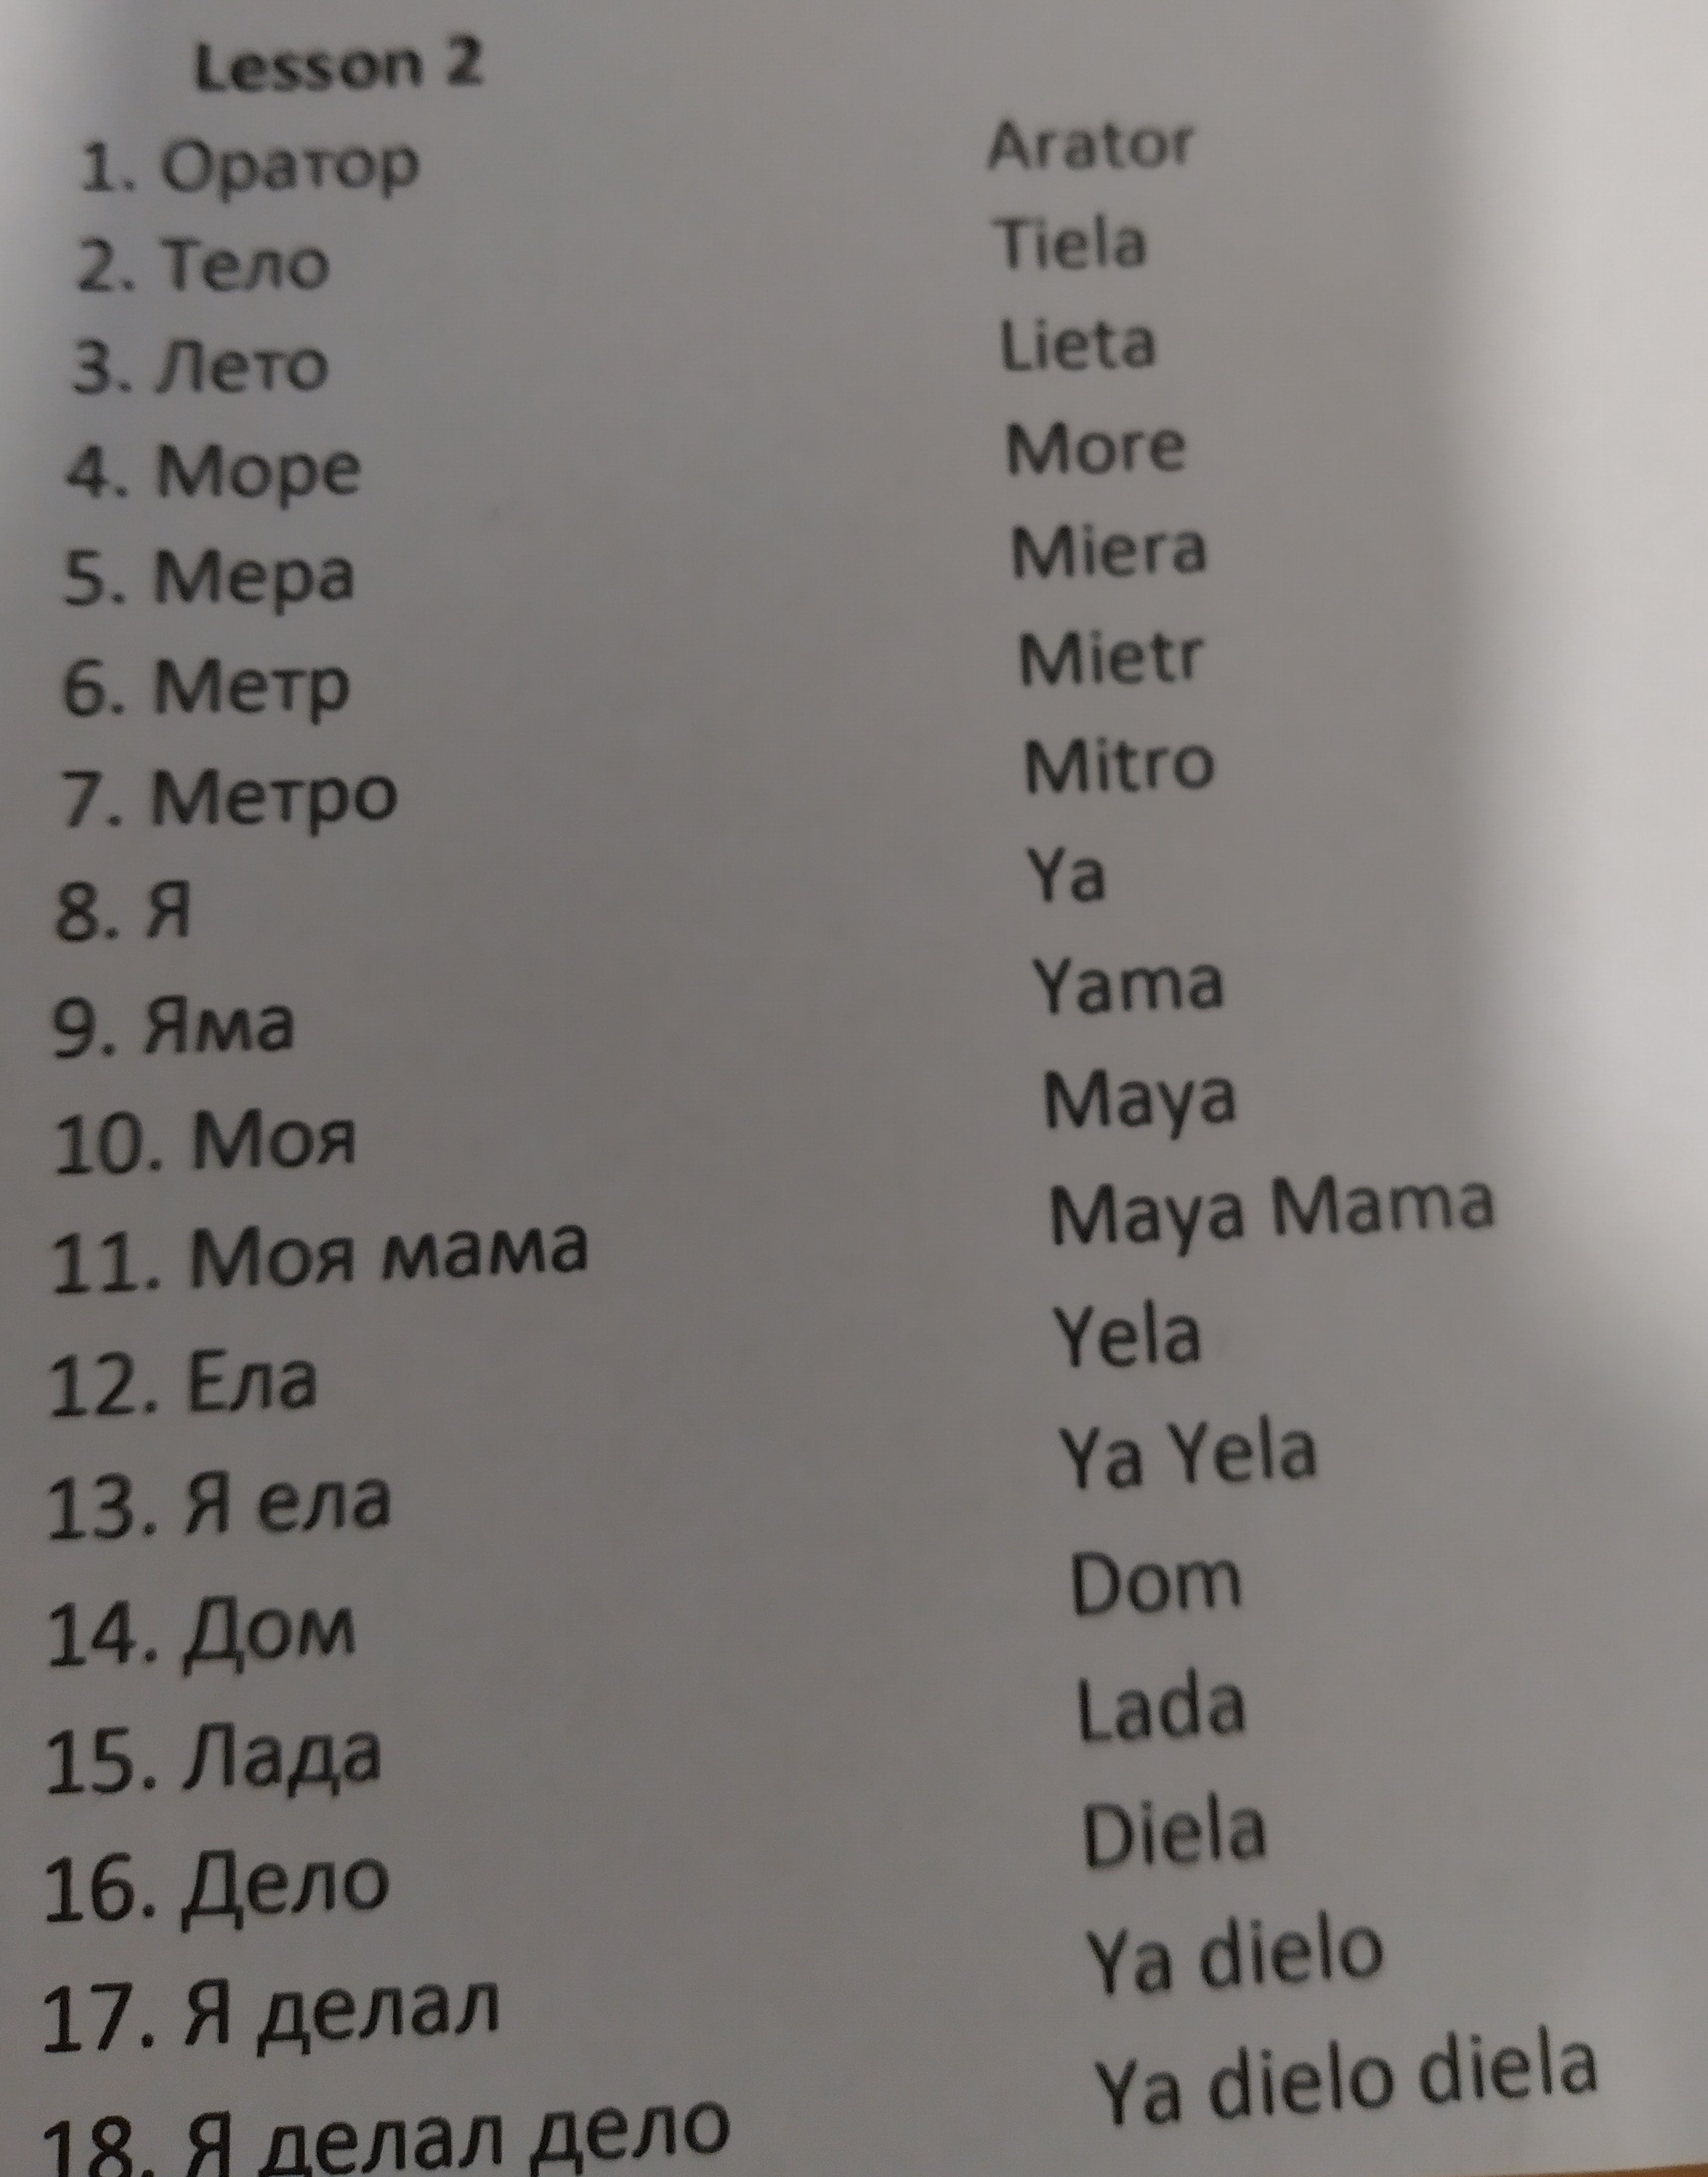 Lesson 2
1. Оратор Arator
2. Тело Tiela
3. Лето Lieta
4. Море More
5. Мера Miera
6. Метр Mietr
7. Метро Mitro
8. Я Ya
9. Яма Yama
10. Моя Maya
11. Моя мама Maya Mama
12. Ела Yela
13. Я ела Ya Yela
14. Дом Dom
15. Лада Lada
16. Дело Diela
17. Я делал Ya dielo
18. Я делал дело Ya dielo diela